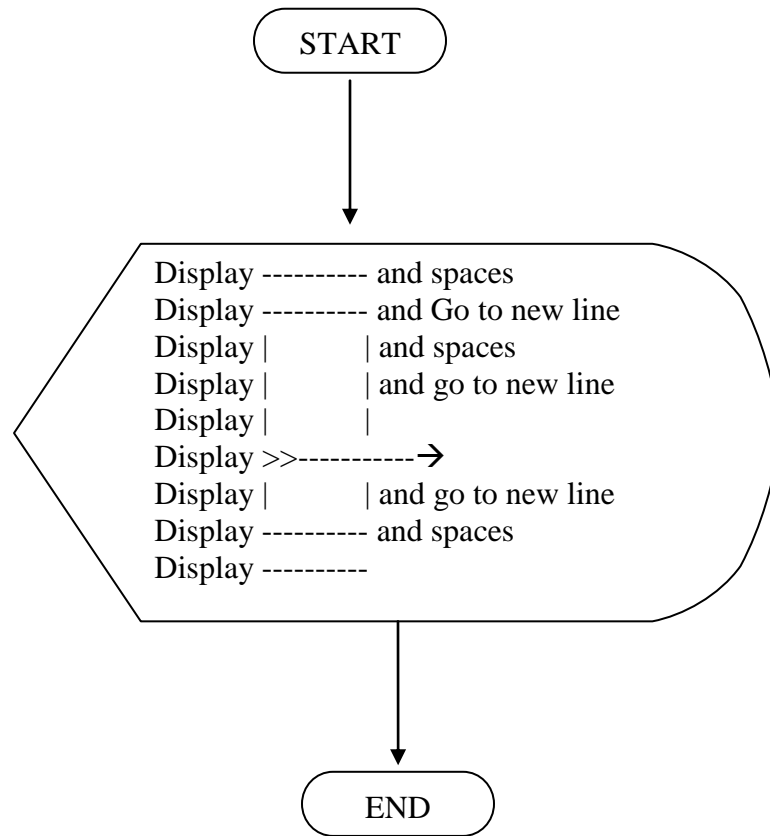 START
Display ---------- and spaces
Display ---------- and Go to new line
Display |          | and spaces
Display |          | and go to new line
Display |          |
Display >>-----------→
Display |          | and go to new line
Display ---------- and spaces
Display ----------
END